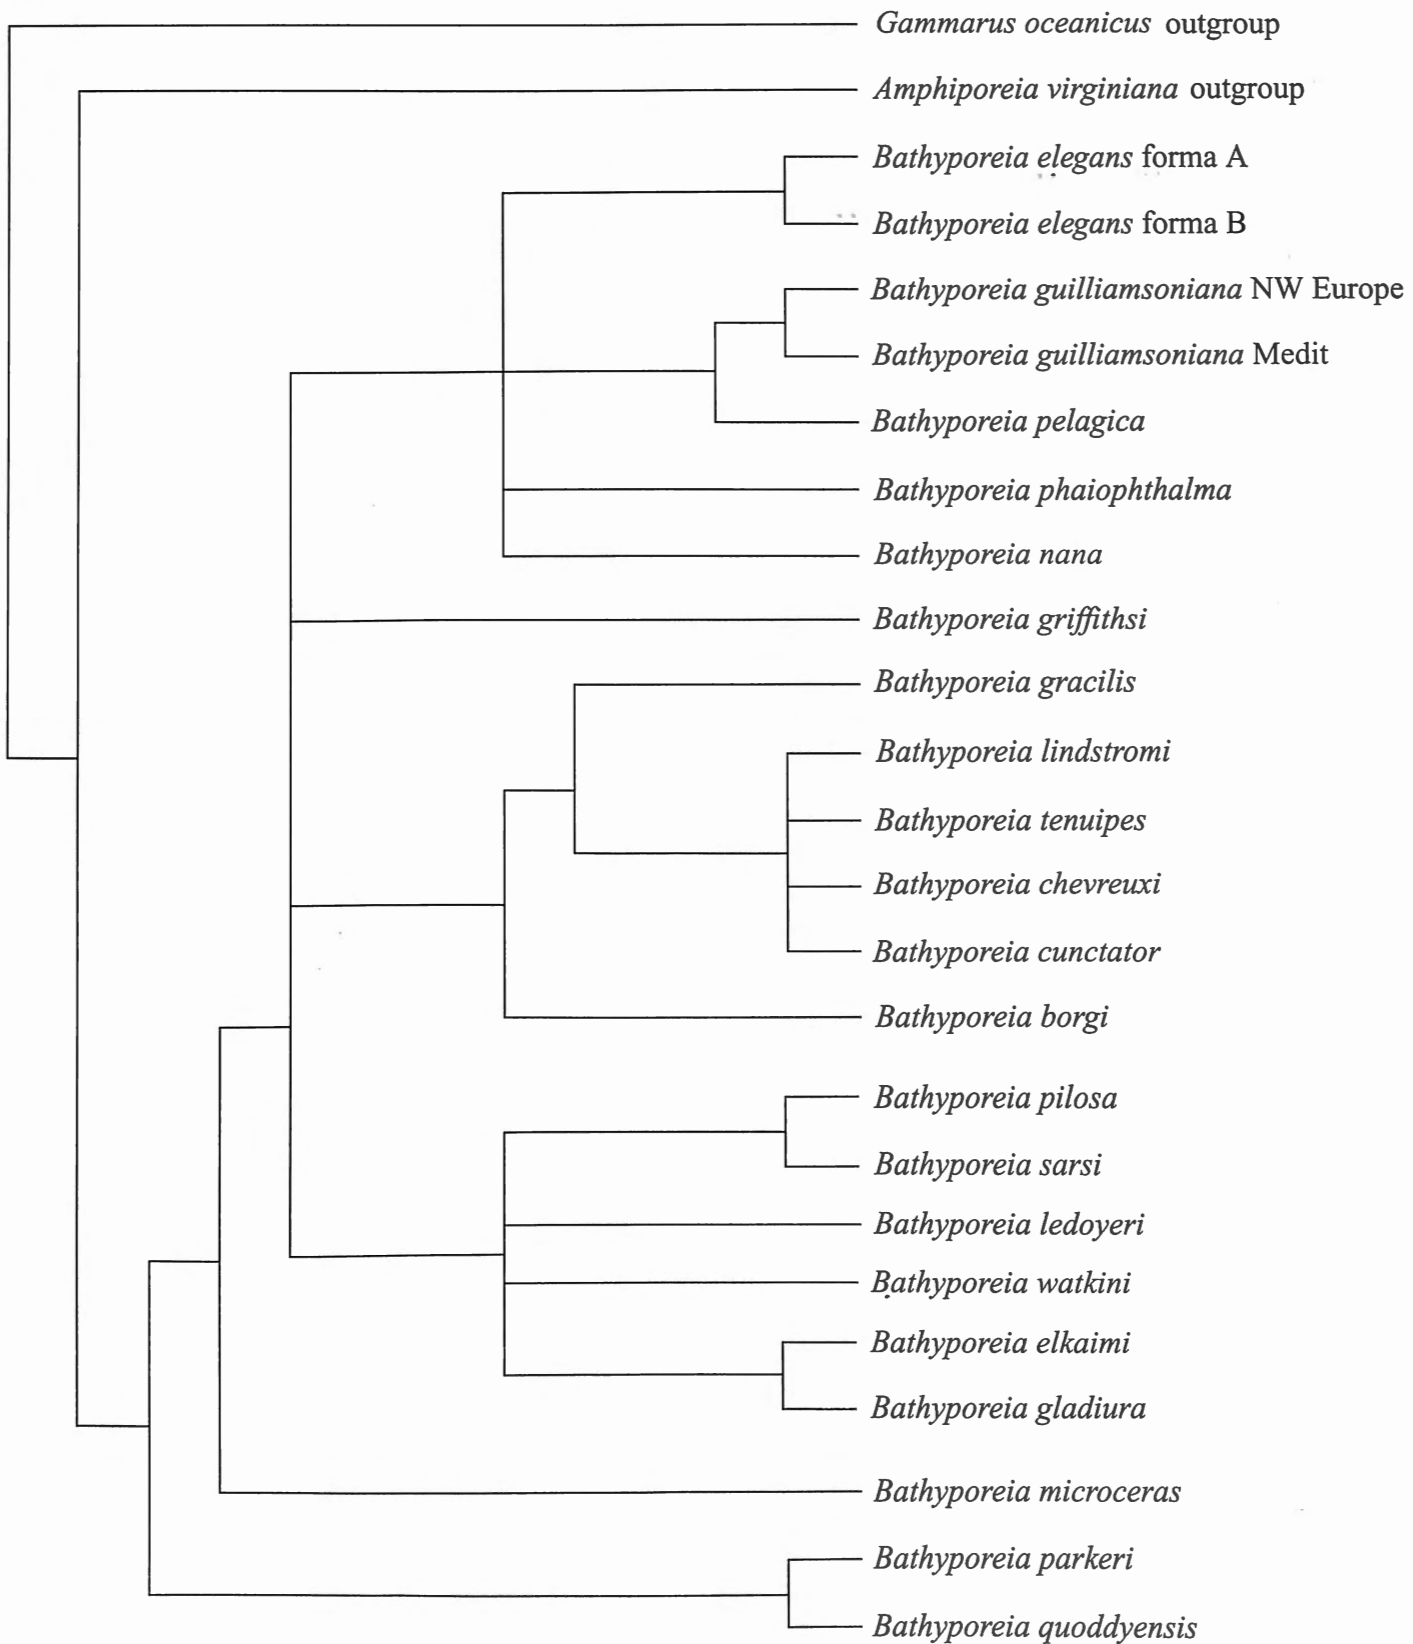 Gammarus oceanicus outgroup
Amphiporeia virginiana outgroup
Bathyporeia elegans forma A
Bathyporeia elegans forma B
Bathyporeia guilliamsoniana NW Europe
Bathyporeia guilliamsoniana Medit
Bathyporeia pelagica
Bathyporeia phaiophthalma
Bathyporeia nana
Bathyporeia griffithsi
Bathyporeia gracilis
Bathyporeia lindstromi
Bathyporeia tenuipes
Bathyporeia chevreuxi
Bathyporeia cunctator
Bathyporeia borgi
Bathyporeia pilosa
Bathyporeia sarsi
Bathyporeia ledoyeri
Bathyporeia watkini
Bathyporeia elkaimi
Bathyporeia gladiura
Bathyporeia microceras
Bathyporeia parkeri
Bathyporeia quoddyensis